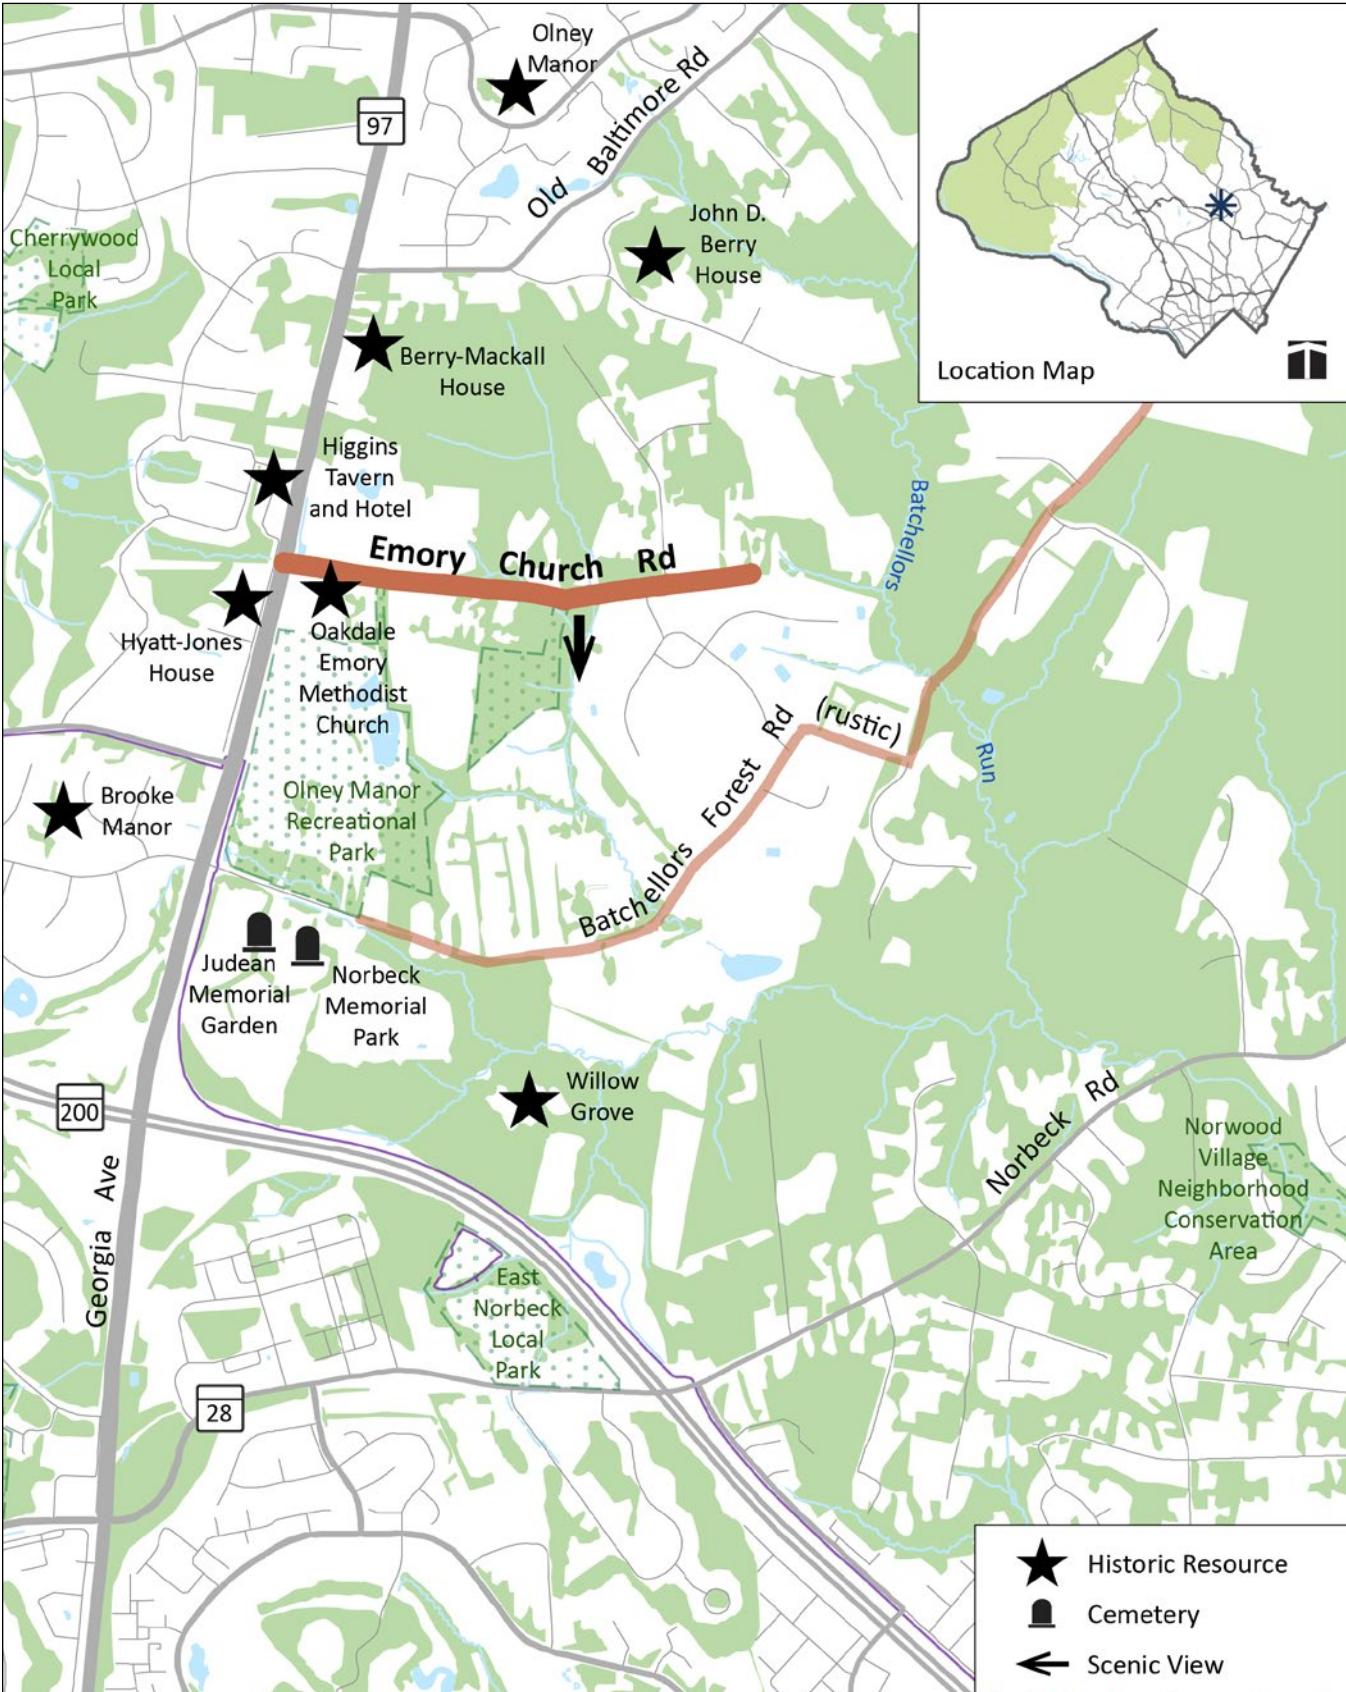 Olney
Manor
97
Old Baltimore Rd
John D.
Berry
House
Cherrywood
Local
Park
Location Map
Berry-Mackall
House
Higgins
Tavern
and Hotel
Batchellors
Run
Emory Church Rd
Hyatt-Jones
House
Oakdale
Emory
Methodist
Church
Batchellors Forest Rd (rustic)
Brooke
Manor
Olney Manor
Recreational
Park
Judean
Memorial
Garden
Norbeck
Memorial
Park
Willow
Grove
200
Georgia Ave
Norbeck Rd
Norwood
Village
Neighborhood
Conservation
Area
East
Norbeck
Local
Park
28
Historic Resource
Cemetery
Scenic View